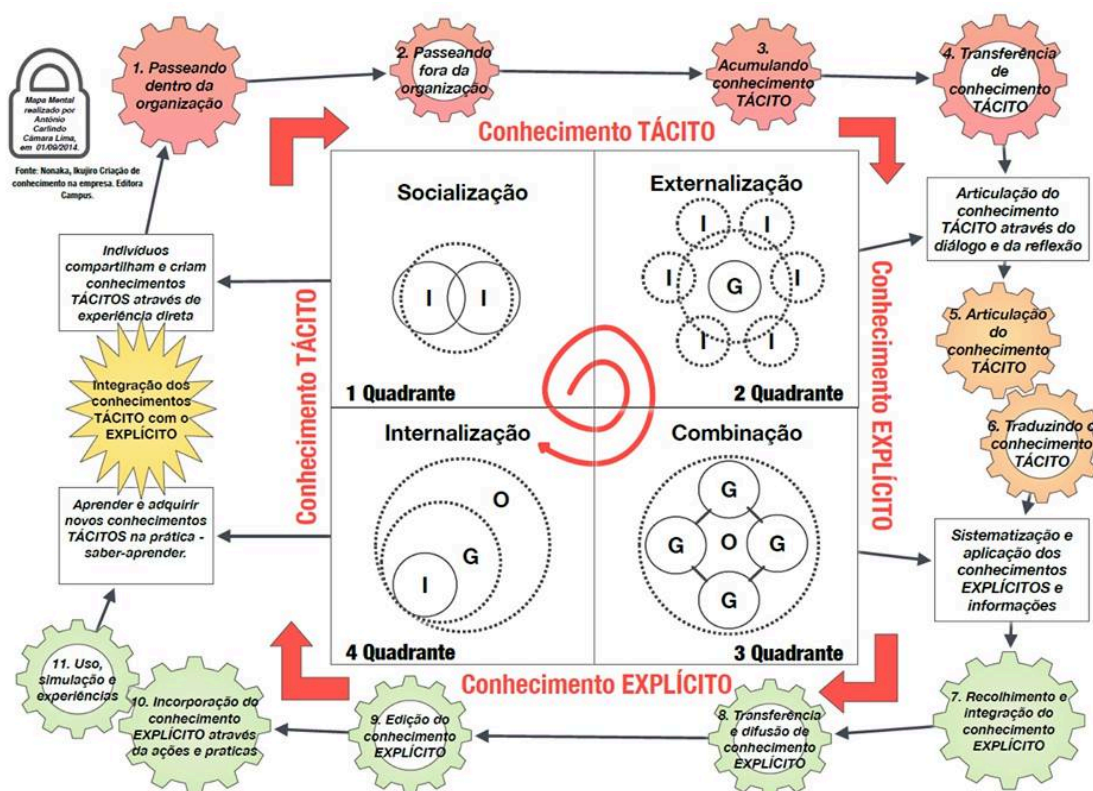 1. Passeando
dentro da
organização
2. Passeando
fora da
organização
3.
Acumulando
conhecimento
TÁCITO
4. Transferência
de
conhecimento
TÁCITO
Mapa Mental
realizado por
António
Carlindo
Câmara Lima,
em 01/09/2014.
Fonte: Nonaka, Ikujiro Criação de
conhecimento na empresa. Editora
Campus.
Conhecimento TÁCITO
Socialização
I I
1 Quadrante
Externalização
I I
I G I
I I
2 Quadrante
Articulação do
conhecimento
TÁCITO através do
diálogo e da reflexão
Indivíduos
compartilham e criam
conhecimentos
TÁCITOS através de
experiência direta
Conhecimento TÁCITO
Conhecimento EXPLÍCITO
5. Articulação
do
conhecimento
TÁCITO
Integração dos
conhecimentos
TÁCITO com o
EXPLÍCITO
6. Traduzindo o
conhecimento
TÁCITO
Internalização
O
G
I
4 Quadrante
Combinação
G
G O G
G
3 Quadrante
Aprender e adquirir
novos conhecimentos
TÁCITOS na prática -
saber-aprender.
Sistematização e
aplicação dos
conhecimentos
EXPLÍCITOS e
informações
Conhecimento EXPLÍCITO
7. Recolhimento e
integração do
conhecimento
EXPLÍCITO
8. Transferência
e difusão de
conhecimento
EXPLÍCITO
9. Edição do
conhecimento
EXPLÍCITO
10. Incorporação do
conhecimento
EXPLÍCITO através
da ações e praticas
11. Uso,
simulação e
experiências